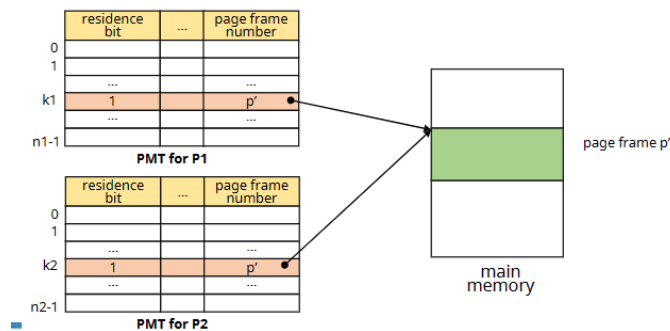 residence bit ... page frame number
0
1
... ... ...
k1 1 p'
... ... ...
n1-1
PMT for P1
residence bit ... page frame number
0
1
... ...
k2 1 p'
... ...
n2-1
PMT for P2
page frame p'
main
memory